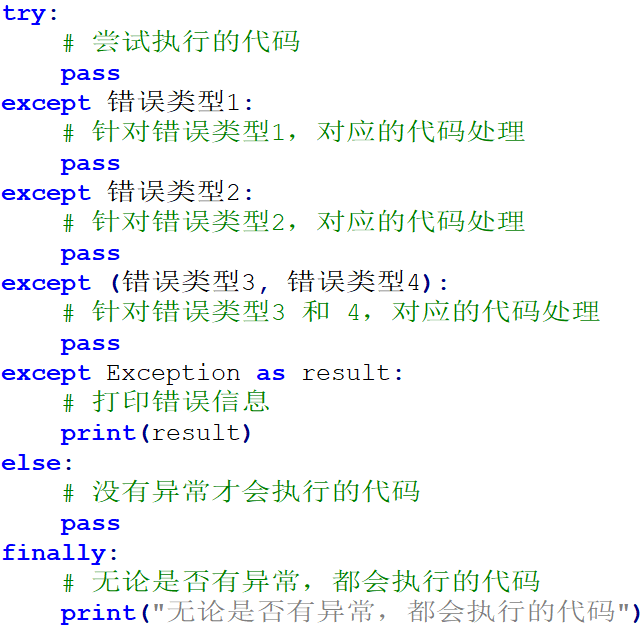 try:
    # 尝试执行的代码
    pass
except 错误类型1:
    # 针对错误类型1，对应的代码处理
    pass
except 错误类型2:
    # 针对错误类型2，对应的代码处理
    pass
except (错误类型3, 错误类型4):
    # 针对错误类型3 和 4，对应的代码处理
    pass
except Exception as result:
    # 打印错误信息
    print(result)
else:
    # 没有异常才会执行的代码
    pass
finally:
    # 无论是否有异常，都会执行的代码
    print("无论是否有异常，都会执行的代码")